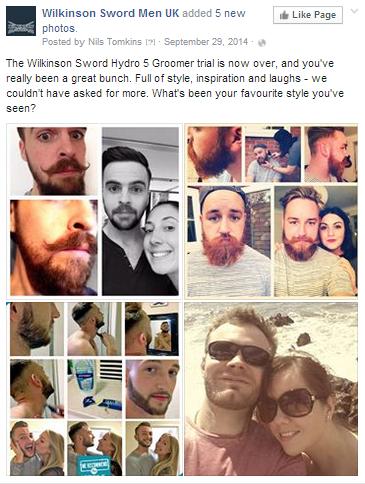 Wilkinson Sword Men UK added 5 new
photos.
Like Page
Posted by Nils Tomkins [?] · September 29, 2014 ·
The Wilkinson Sword Hydro 5 Groomer trial is now over, and you've
really been a great bunch. Full of style, inspiration and laughs - we
couldn't have asked for more. What's been your favourite style you've
seen?
WE RECOMMEND